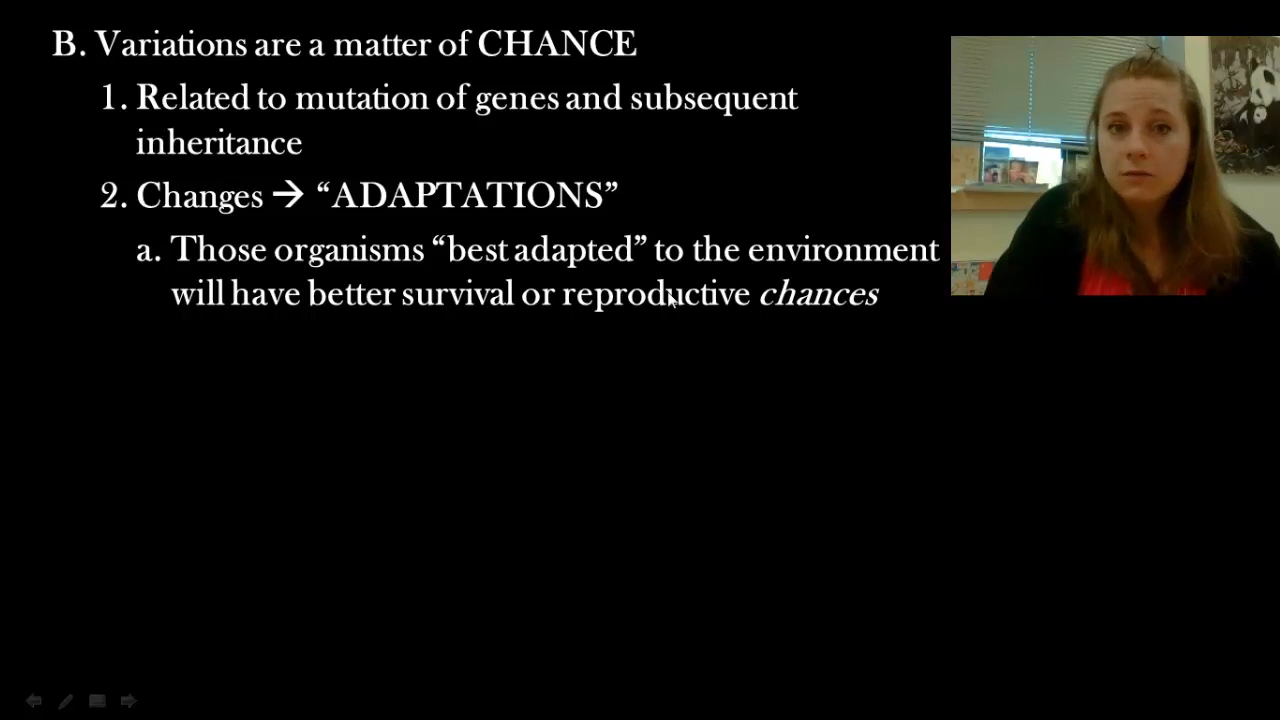 B. Variations are a matter of CHANCE
1. Related to mutation of genes and subsequent
inheritance
2. Changes → “ADAPTATIONS”
a. Those organisms “best adapted” to the environment
will have better survival or reproductive chances